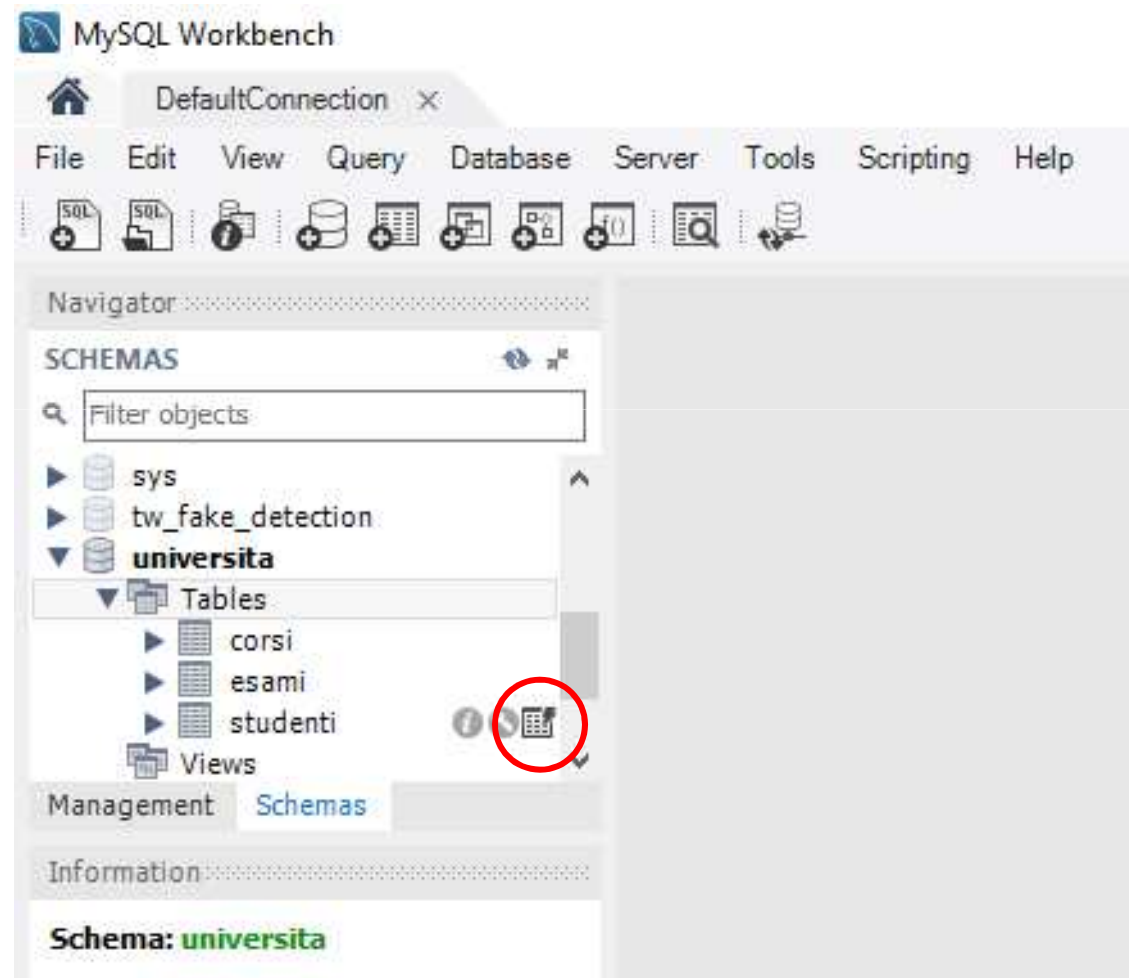 MySQL Workbench
DefaultConnection ×
File Edit View Query Database Server Tools Scripting Help
Navigator
SCHEMAS
Filter objects
sys
tw_fake_detection
universita
Tables
corsi
esami
studenti
Views
Management Schemas
Information
Schema: universita